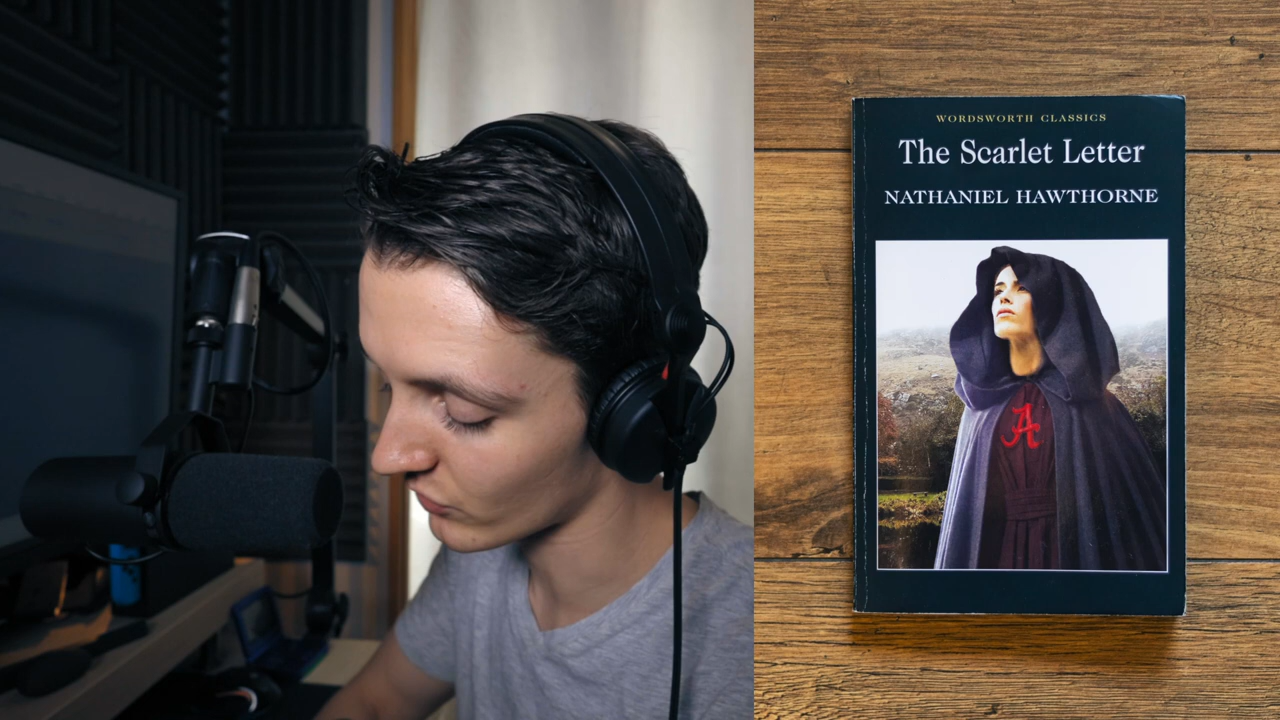 WORDSWORTH CLASSICS
The Scarlet Letter
NATHANIEL HAWTHORNE
A